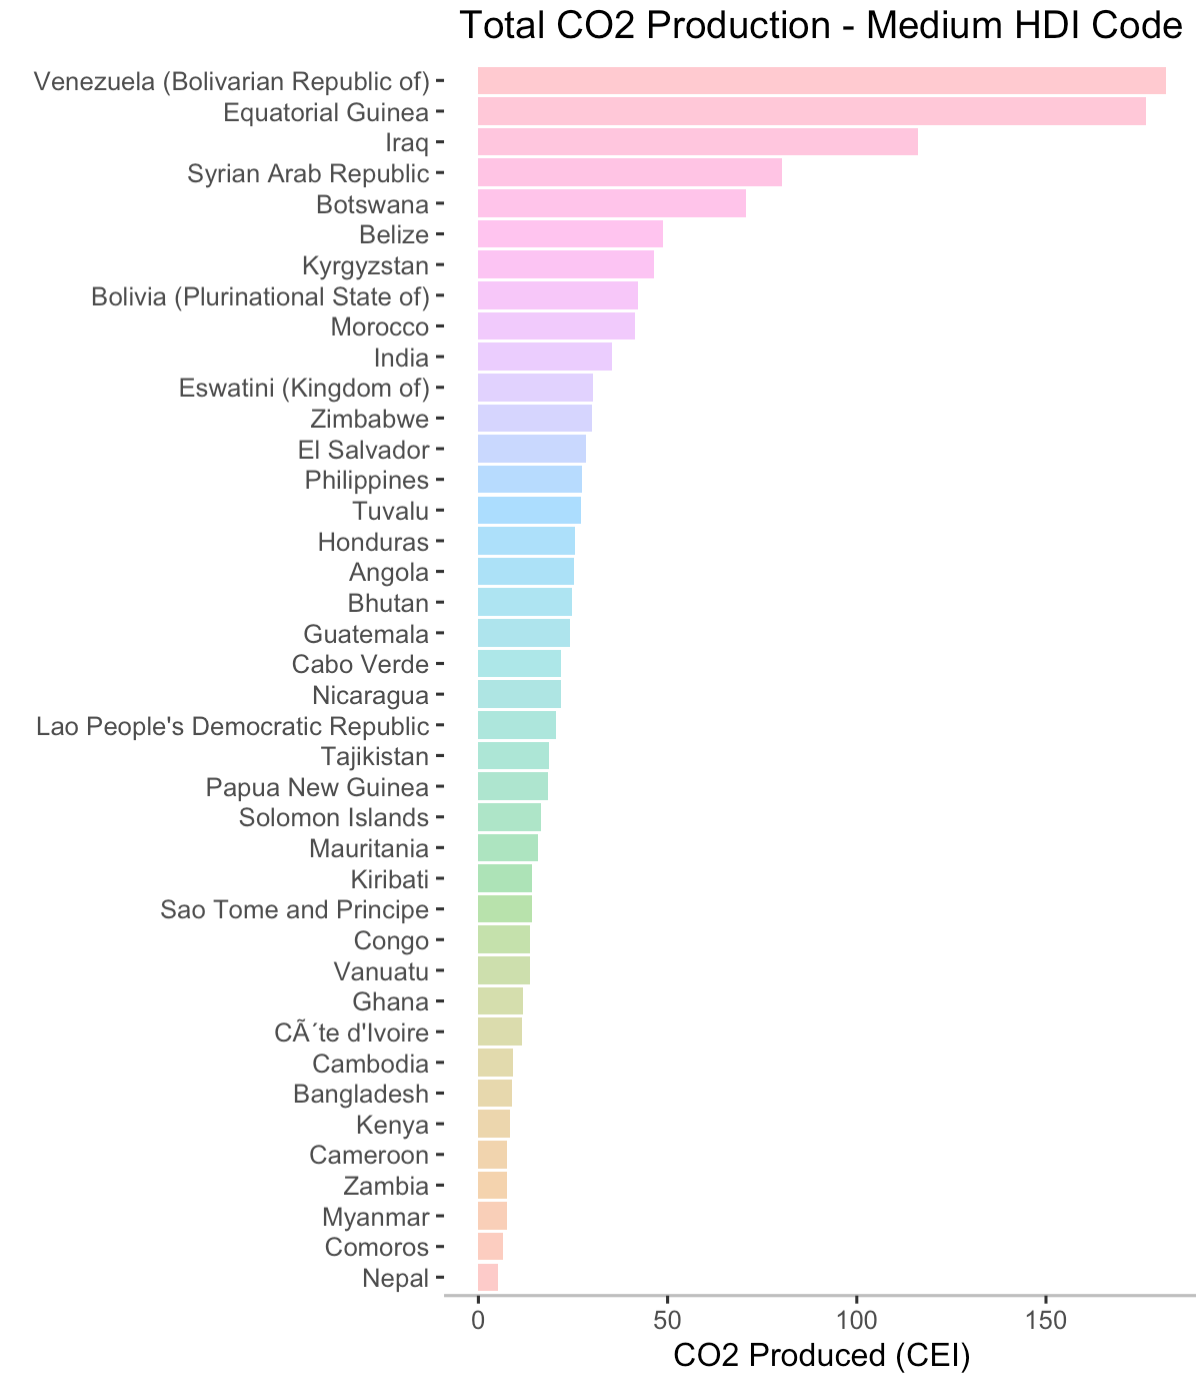 Total CO2 Production - Medium HDI Code
Venezuela (Bolivarian Republic of)
Equatorial Guinea
Iraq
Syrian Arab Republic
Botswana
Belize
Kyrgyzstan
Bolivia (Plurinational State of)
Morocco
India
Eswatini (Kingdom of)
Zimbabwe
El Salvador
Philippines
Tuvalu
Honduras
Angola
Bhutan
Guatemala
Cabo Verde
Nicaragua
Lao People's Democratic Republic
Tajikistan
Papua New Guinea
Solomon Islands
Mauritania
Kiribati
Sao Tome and Principe
Congo
Vanuatu
Ghana
CÃ´te d'Ivoire
Cambodia
Bangladesh
Kenya
Cameroon
Zambia
Myanmar
Comoros
Nepal
0 50 100 150
CO2 Produced (CEI)